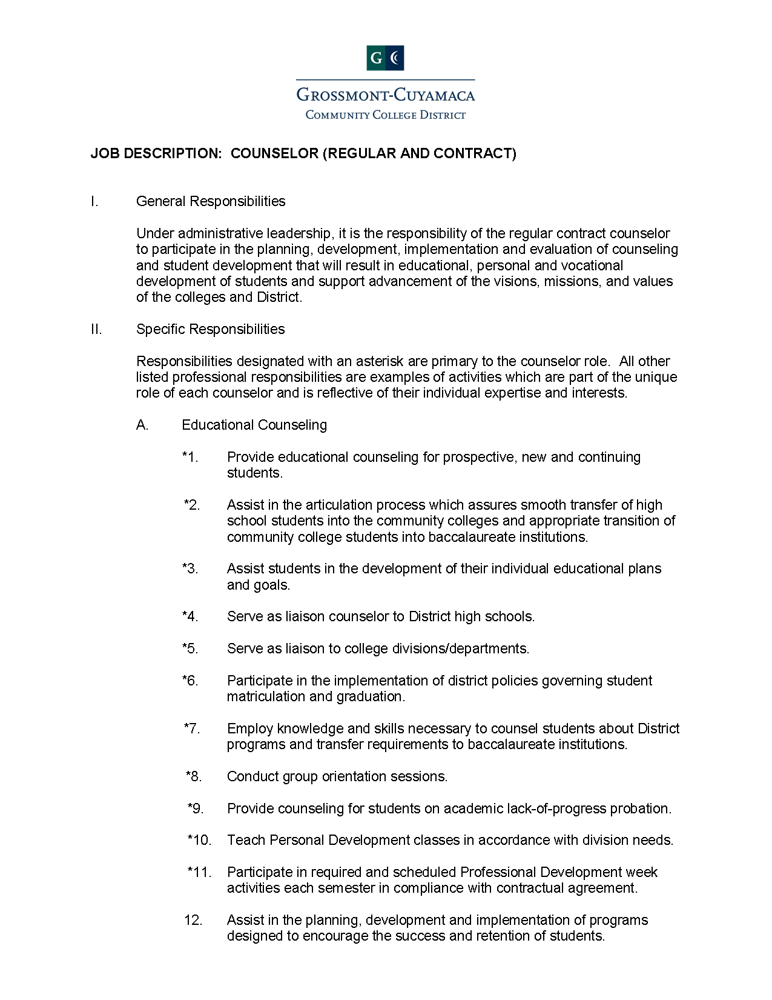 G C
GROSSMONT-CUYAMACA
COMMUNITY COLLEGE DISTRICT
JOB DESCRIPTION:  COUNSELOR (REGULAR AND CONTRACT)
I. General Responsibilities
Under administrative leadership, it is the responsibility of the regular contract counselor
to participate in the planning, development, implementation and evaluation of counseling
and student development that will result in educational, personal and vocational
development of students and support advancement of the visions, missions, and values
of the colleges and District.
II. Specific Responsibilities
Responsibilities designated with an asterisk are primary to the counselor role.  All other
listed professional responsibilities are examples of activities which are part of the unique
role of each counselor and is reflective of their individual expertise and interests.
A. Educational Counseling
*1. Provide educational counseling for prospective, new and continuing
students.
*2. Assist in the articulation process which assures smooth transfer of high
school students into the community colleges and appropriate transition of
community college students into baccalaureate institutions.
*3. Assist students in the development of their individual educational plans
and goals.
*4. Serve as liaison counselor to District high schools.
*5. Serve as liaison to college divisions/departments.
*6. Participate in the implementation of district policies governing student
matriculation and graduation.
*7. Employ knowledge and skills necessary to counsel students about District
programs and transfer requirements to baccalaureate institutions.
*8. Conduct group orientation sessions.
*9. Provide counseling for students on academic lack-of-progress probation.
*10. Teach Personal Development classes in accordance with division needs.
*11. Participate in required and scheduled Professional Development week
activities each semester in compliance with contractual agreement.
12. Assist in the planning, development and implementation of programs
designed to encourage the success and retention of students.